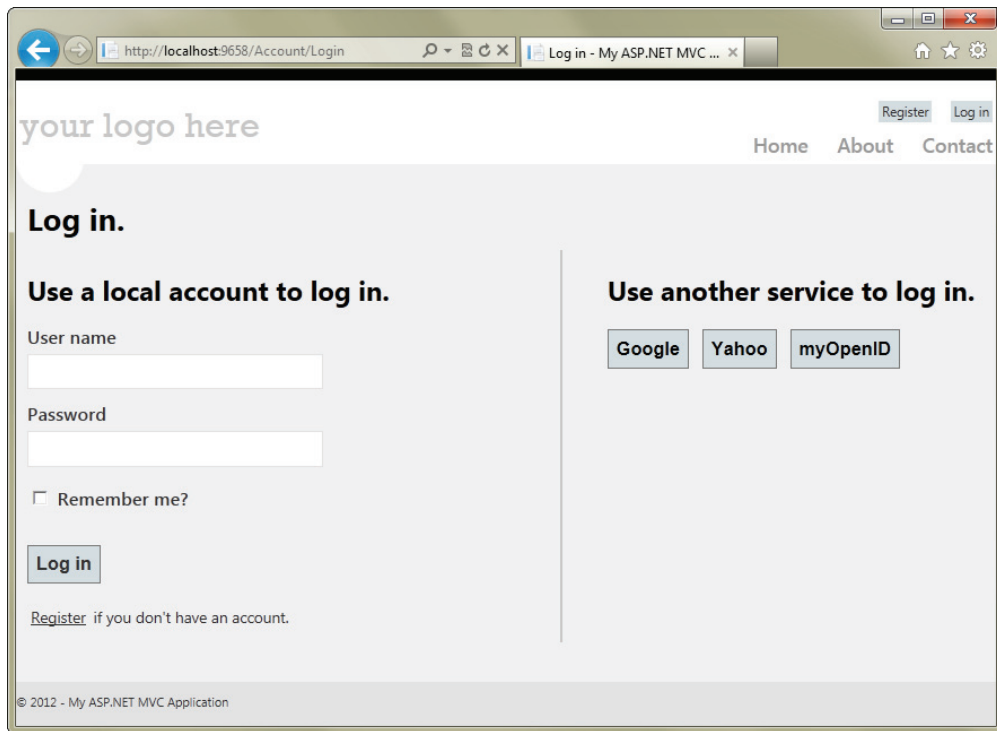 http://localhost:9658/Account/Login
Log in - My ASP.NET MVC ...
your logo here
Register Log in
Home About Contact
Log in.
Use a local account to log in.
User name
Password
Remember me?
Log in
Register if you don't have an account.
Use another service to log in.
Google Yahoo myOpenID
© 2012 - My ASP.NET MVC Application